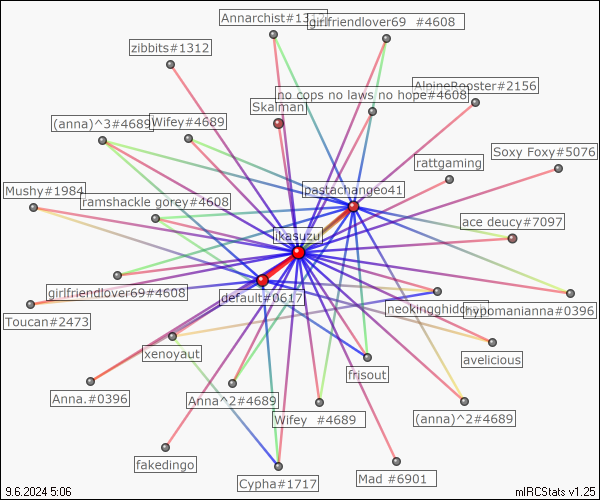 Annarchist#1312
girlfriendlover69 #4608
zibbits#1312
AlpineRooster#2156
no cops no laws no hope#4608
Skalman
(anna)^3#4689
Wifey#4689
Soxy Foxy#5076
rattgaming
Mushy#1984
pastachangeo41
ramshackle gorey#4608
ace deucy#7097
ikasuzu
girlfriendlover69#4608
default#0617
hypomanianna#0396
Toucan#2473
xenoyaut
avelicious
frisout
Anna.#0396
Anna^2#4689
Wifey #4689
(anna)^2#4689
fakedingo
Cypha#1717
Mad #6901
9.6.2024 5:06
mIRCStats v1.25